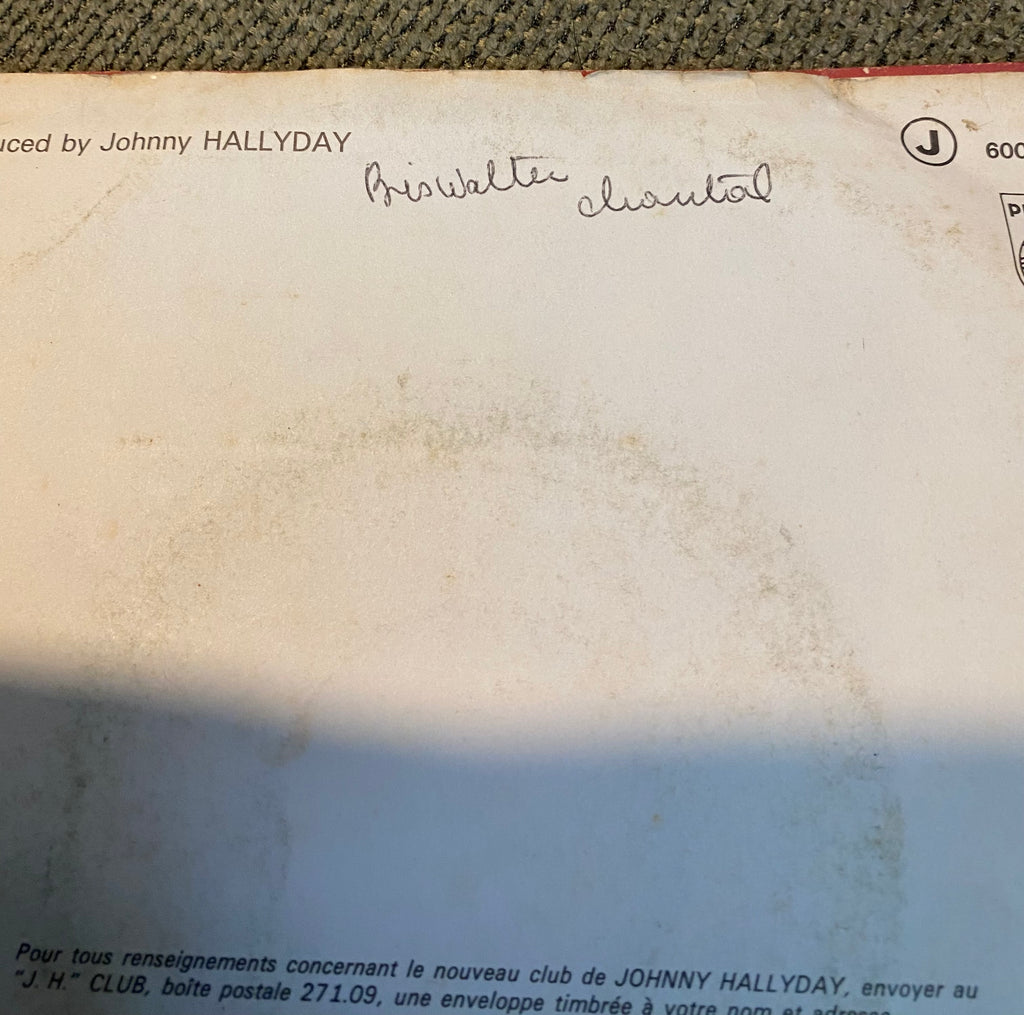 uced by Johnny HALLYDAY
J 600
Biswalter chantal
Pour tous renseignements concernant le nouveau club de JOHNNY HALLYDAY, envoyer au
"J. H." CLUB, boîte postale 271.09, une enveloppe timbrée à votre nom et adresse